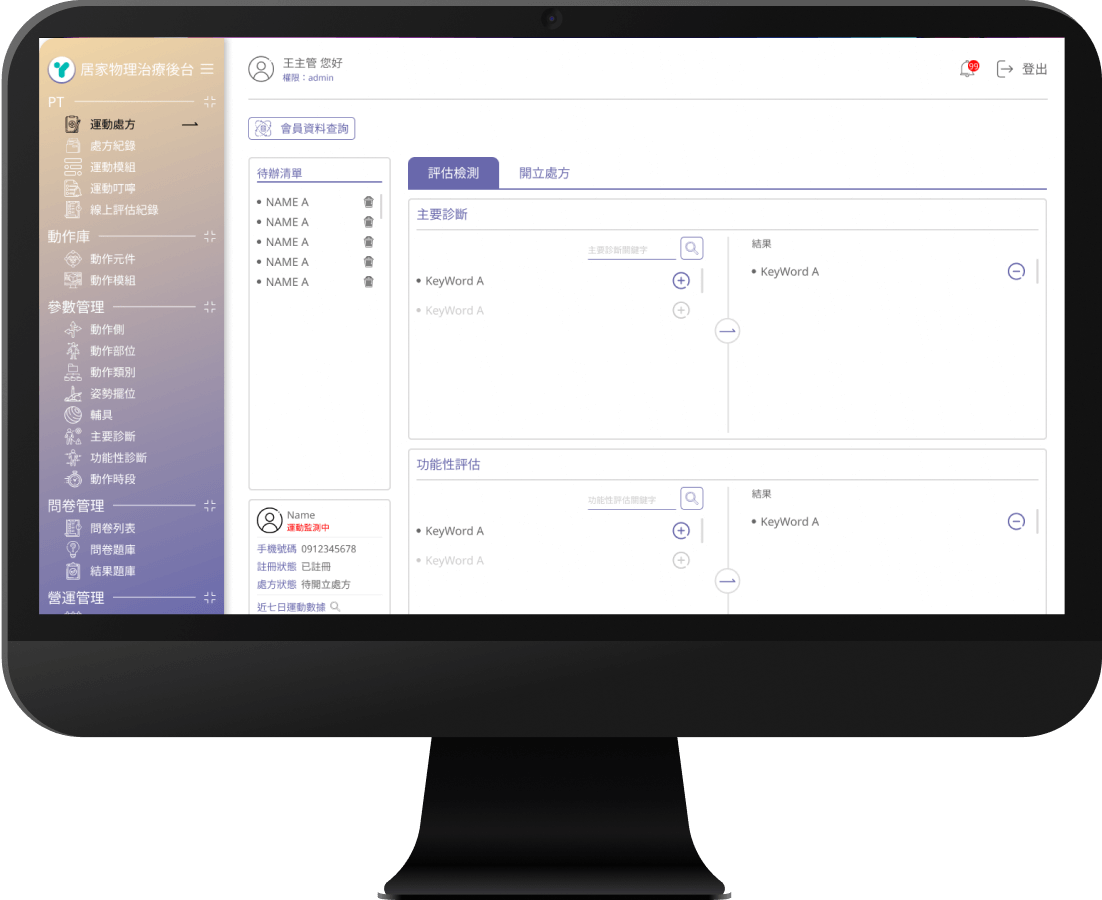 居家物理治療後台
PT
運動處方
處方紀錄
運動模組
運動叮嚀
線上評估紀錄
動作庫
動作元件
動作模組
參數管理
動作側
動作部位
動作類別
姿勢擺位
輔具
主要診斷
功能性診斷
動作時段
問卷管理
問卷列表
問卷題庫
結果題庫
營運管理
王主管 您好
權限：admin
99
登出
會員資料查詢
待辦清單
• NAME A
• NAME A
• NAME A
• NAME A
• NAME A
Name
運動監測中
手機號碼 0912345678
註冊狀態 已註冊
處方狀態 待開立處方
近七日運動數據
評估檢測 開立處方
主要診斷
主要診斷關鍵字
• KeyWord A
• KeyWord A
結果
• KeyWord A
功能性評估
功能性評估關鍵字
• KeyWord A
• KeyWord A
結果
• KeyWord A